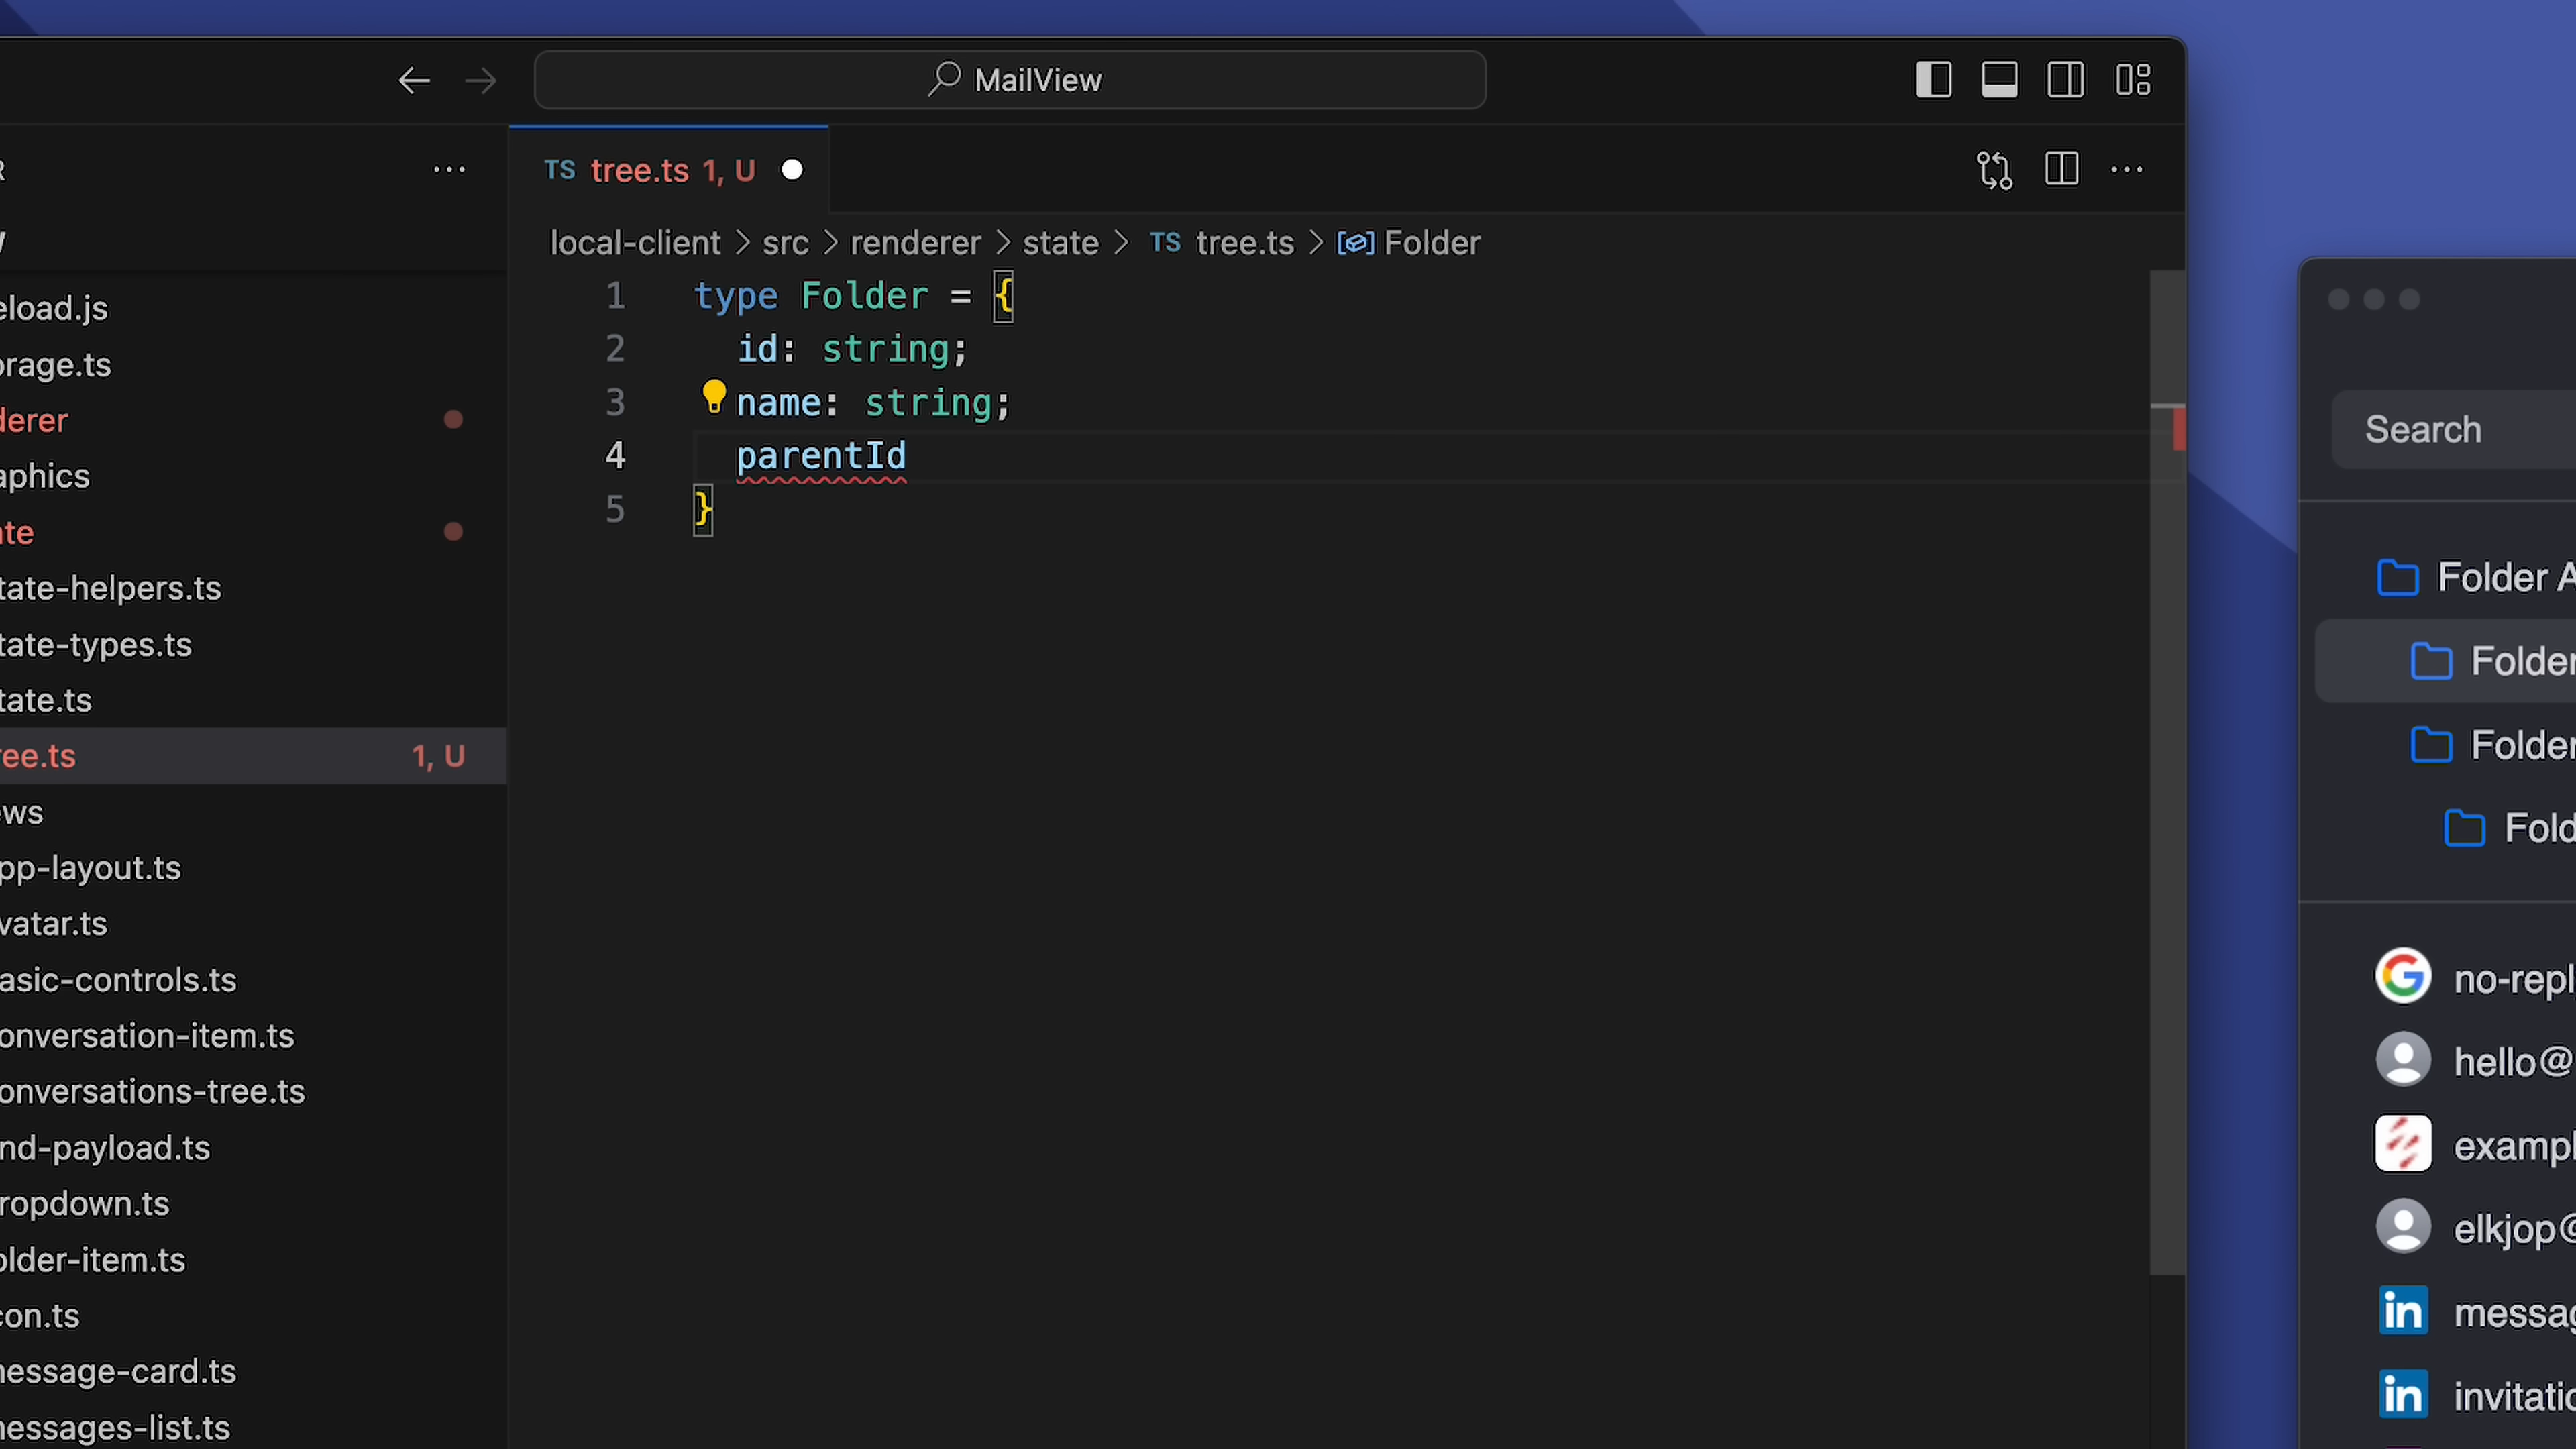 MailView
TS tree.ts 1, U
local-client > src > renderer > state > TS tree.ts > Folder
1 type Folder = {
2 id: string;
3 name: string;
4 parentId
5 }
eload.js
orage.ts
derer
aphics
ate
tate-helpers.ts
tate-types.ts
tate.ts
ree.ts 1, U
ews
pp-layout.ts
vatar.ts
asic-controls.ts
onversation-item.ts
onversations-tree.ts
nd-payload.ts
ropdown.ts
older-item.ts
con.ts
nessage-card.ts
nessages-list.ts
Search
Folder A
Folder
Folder
Fold
no-repl
hello@
exampl
elkjop@
messag
invitatio